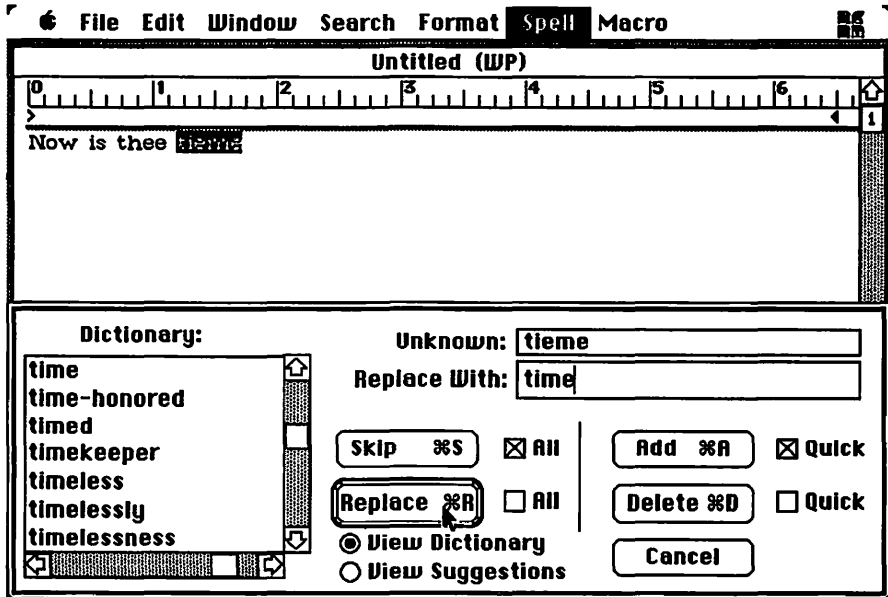 File Edit Window Search Format Spell Macro
Untitled (WP)
0 1 2 3 4 5 6
1
Now is thee tieme
Dictionary:
time
time-honored
timed
timekeeper
timeless
timelessly
timelessness
Unknown: tieme
Replace With: time
Skip ⌘S All
Add ⌘A Quick
Replace ⌘R All
Delete ⌘D Quick
View Dictionary
View Suggestions
Cancel